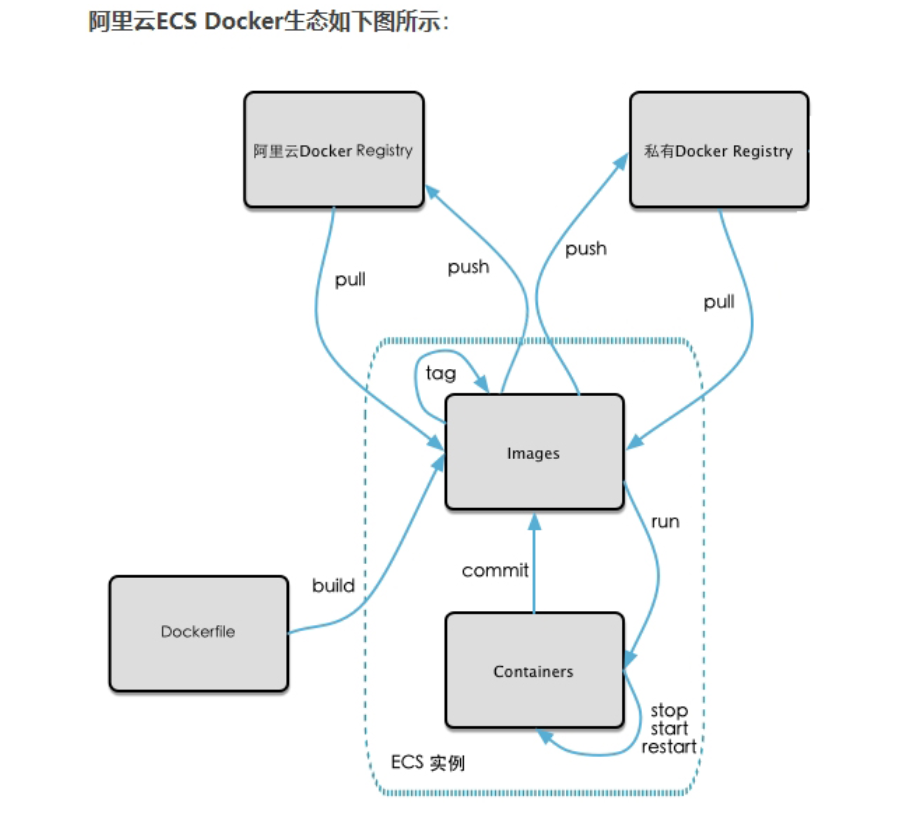 阿里云ECS Docker生态如下图所示：
阿里云Docker Registry
私有Docker Registry
push
push
pull
pull
tag
Images
run
commit
build
Dockerfile
Containers
stop
start
restart
ECS 实例